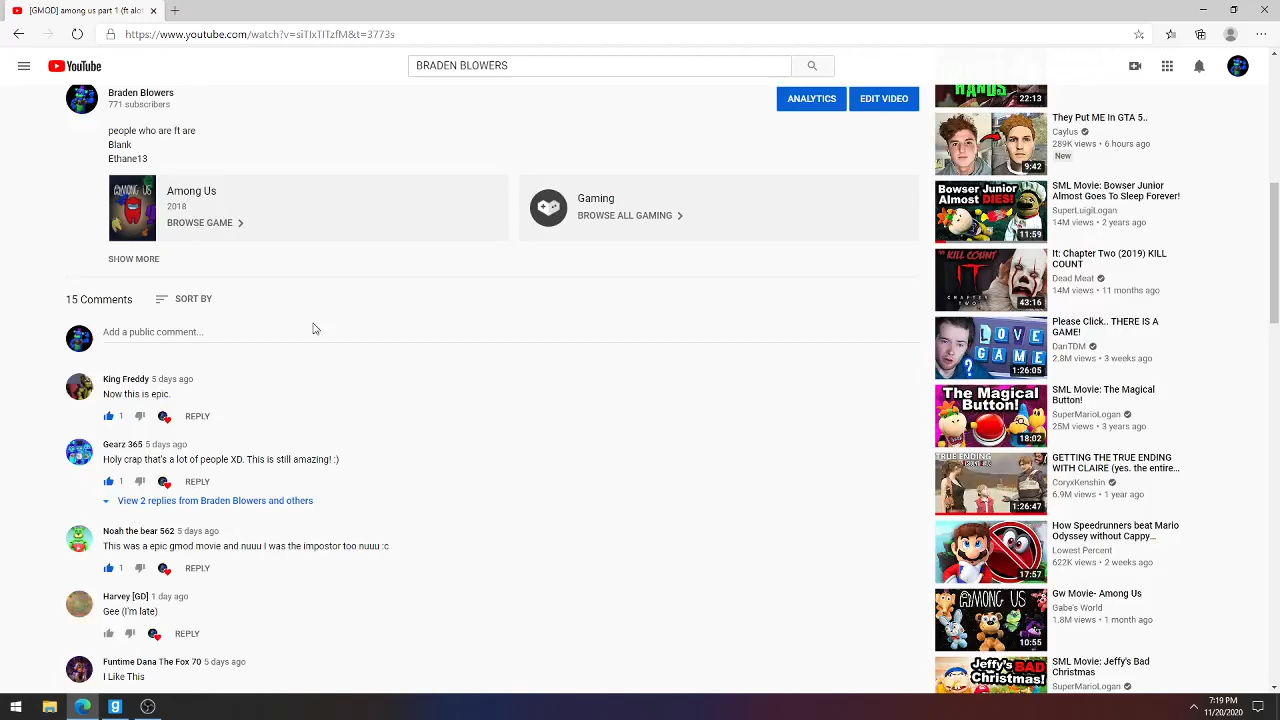 [GMOD] among us part 1 (ft alot
https://www.youtube.com/watch?v=siTIxTITzfM&t=3773s
YouTube
BRADEN BLOWERS
Braden Blowers
771 subscribers
ANALYTICS
EDIT VIDEO
people who are ft are
Blank
Ethane13
AMONG US
Among Us
2018
BROWSE GAME
Gaming
BROWSE ALL GAMING
SHOW MORE
15 Comments
SORT BY
Add a public comment...
King Freddy 5 days ago
Now this is epic.
1
REPLY
Gearz 365 5 days ago
Holy crap that's a lot of people XD. This is still amazing. :)
1
REPLY
View 2 replies from Braden Blowers and others
Noah the bear 562 5 days ago
This was a epic gmod movie and nuuu I was the impostor too nuuu :c
1
REPLY
Harvey [GD] 1 day ago
Gee (I'm late)
REPLY
Funtime Dana The Fox 70 5 days ago
I Like This
HANDS
22:13
They Put ME In GTA 5..
Caylus
289K views • 6 hours ago
New
9:42
Bowser Junior
Almost DIES!
11:59
SML Movie: Bowser Junior
Almost Goes To Sleep Forever!
SuperLuigiLogan
14M views • 2 years ago
THE KILL COUNT
IT
CHAPTER
TWO
43:16
It: Chapter Two (2019) KILL
COUNT
Dead Meat
14M views • 11 months ago
LOVE
GAME
?
1:26:05
Please Click.. THERE IS A
GAME!
DanTDM
2.8M views • 3 weeks ago
The Magical
Button!
18:02
SML Movie: The Magical
Button!
SuperMarioLogan
25M views • 3 years ago
TRUE ENDING
1:26:47
GETTING THE TRUE ENDING
WITH CLAIRE (yes. the entire...
CoryxKenshin
6.9M views • 1 year ago
17:57
How Speedrunners beat Mario
Odyssey without Cappy...
Lowest Percent
622K views • 2 weeks ago
AMONG US
10:55
Gw Movie- Among Us
Gabe's World
1.8M views • 1 month ago
Jeffy's BAD
Christmas!
SML Movie: Jeffy's Bad
Christmas
SuperMarioLogan
7:19 PM
11/20/2020